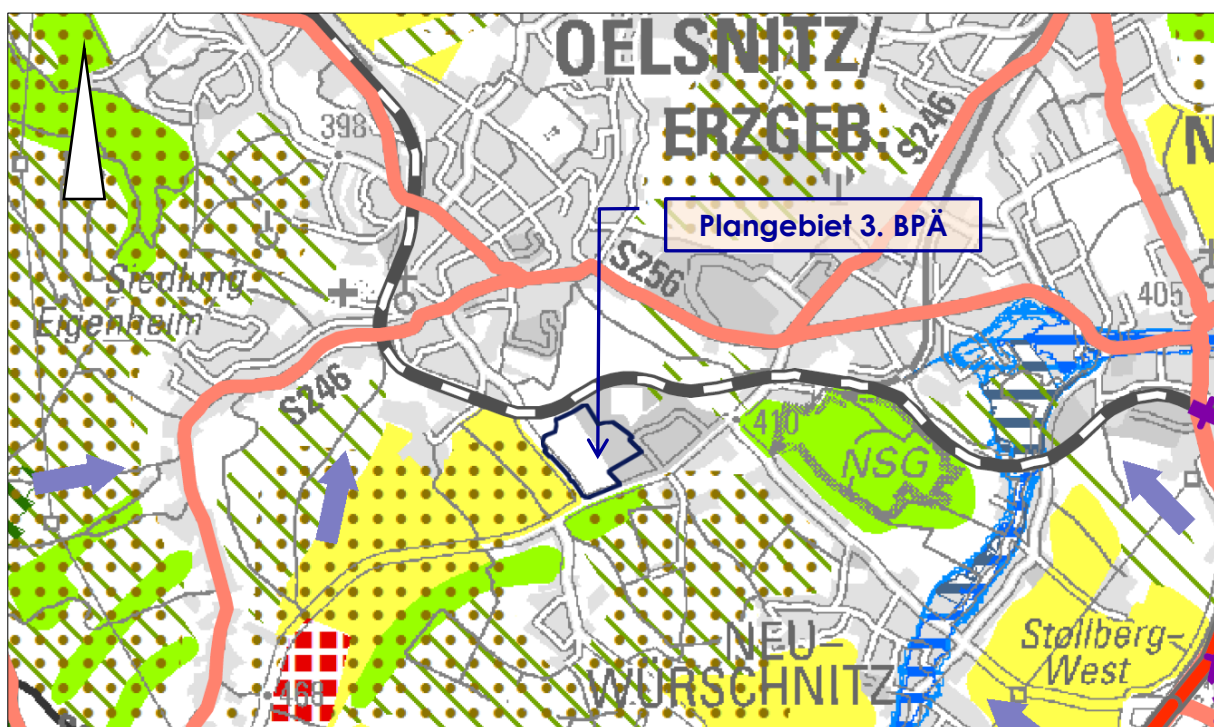 OELSNITZ/
ERZGEB.
S246
398
Plangebiet 3. BPÄ
N
Siedlung
Eigenheim
S256
405
S246
S
410
NSG
NEU-
WÜRSCHNITZ
Stollberg-
West
468